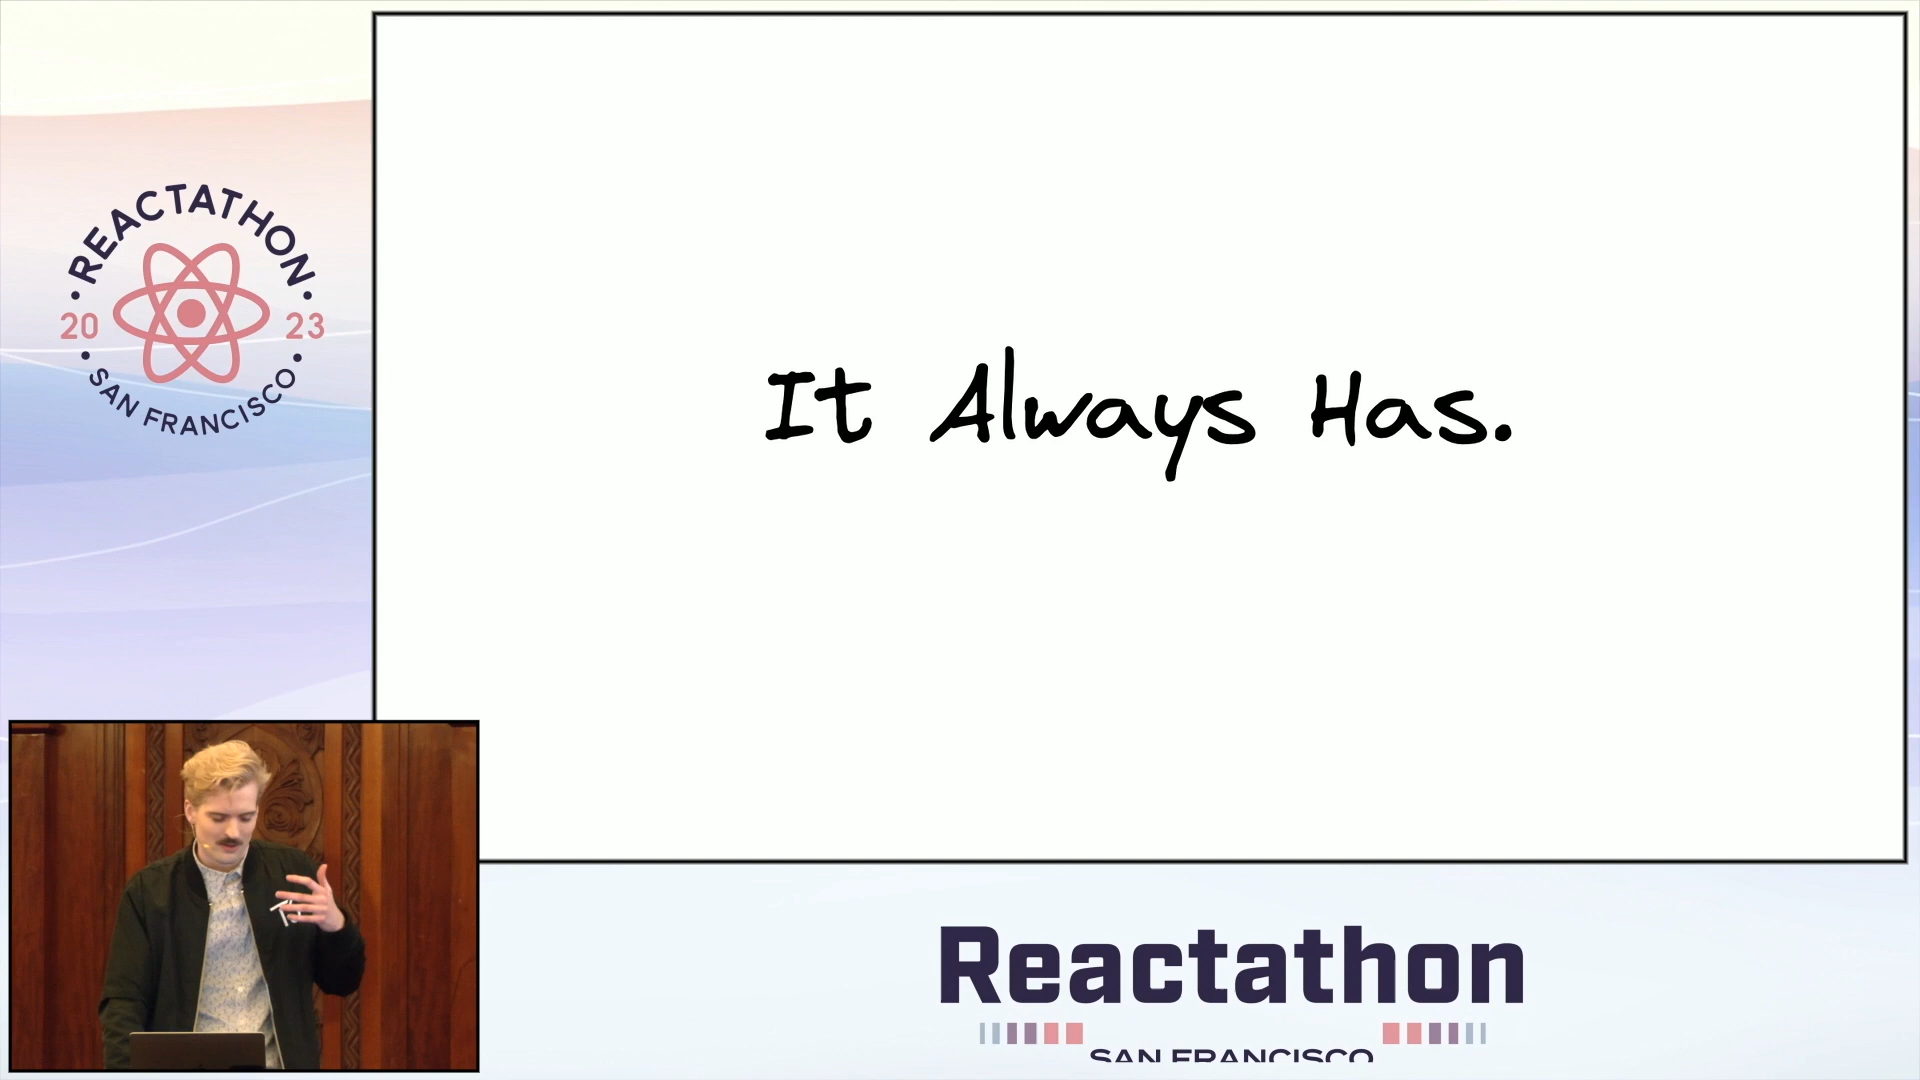 REACTATHON
20 23
SAN FRANCISCO
It Always Has.
Reactathon
SAN FRANCISCO